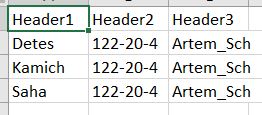 Header1 Header2 Header3
Detes 122-20-4 Artem_Sch
Kamich 122-20-4 Artem_Sch
Saha 122-20-4 Artem_Sch